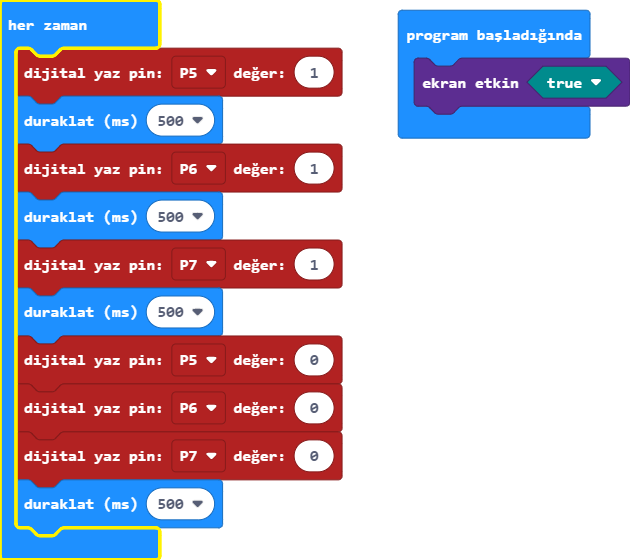 her zaman
dijital yaz pin: P5 değer: 1
duraklat (ms) 500
dijital yaz pin: P6 değer: 1
duraklat (ms) 500
dijital yaz pin: P7 değer: 1
duraklat (ms) 500
dijital yaz pin: P5 değer: 0
dijital yaz pin: P6 değer: 0
dijital yaz pin: P7 değer: 0
duraklat (ms) 500
program başladığında
ekran etkin true